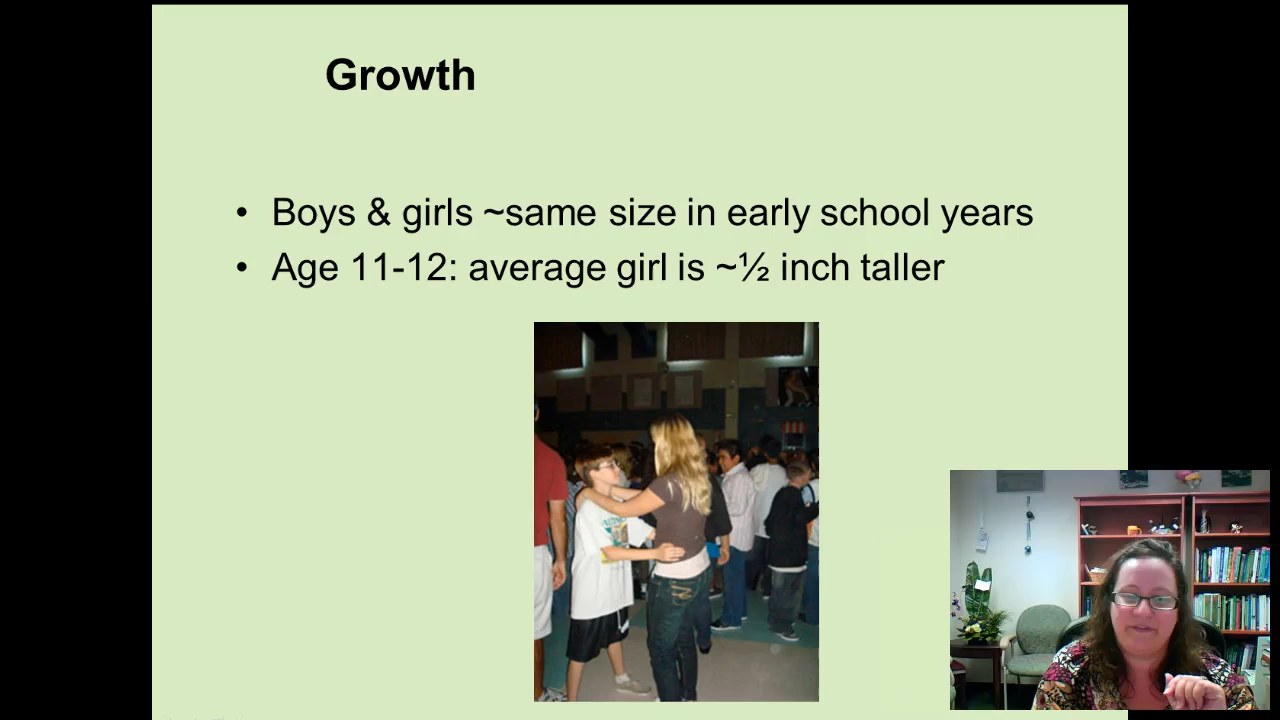 Growth
• Boys & girls ~same size in early school years
• Age 11-12: average girl is ~½ inch taller